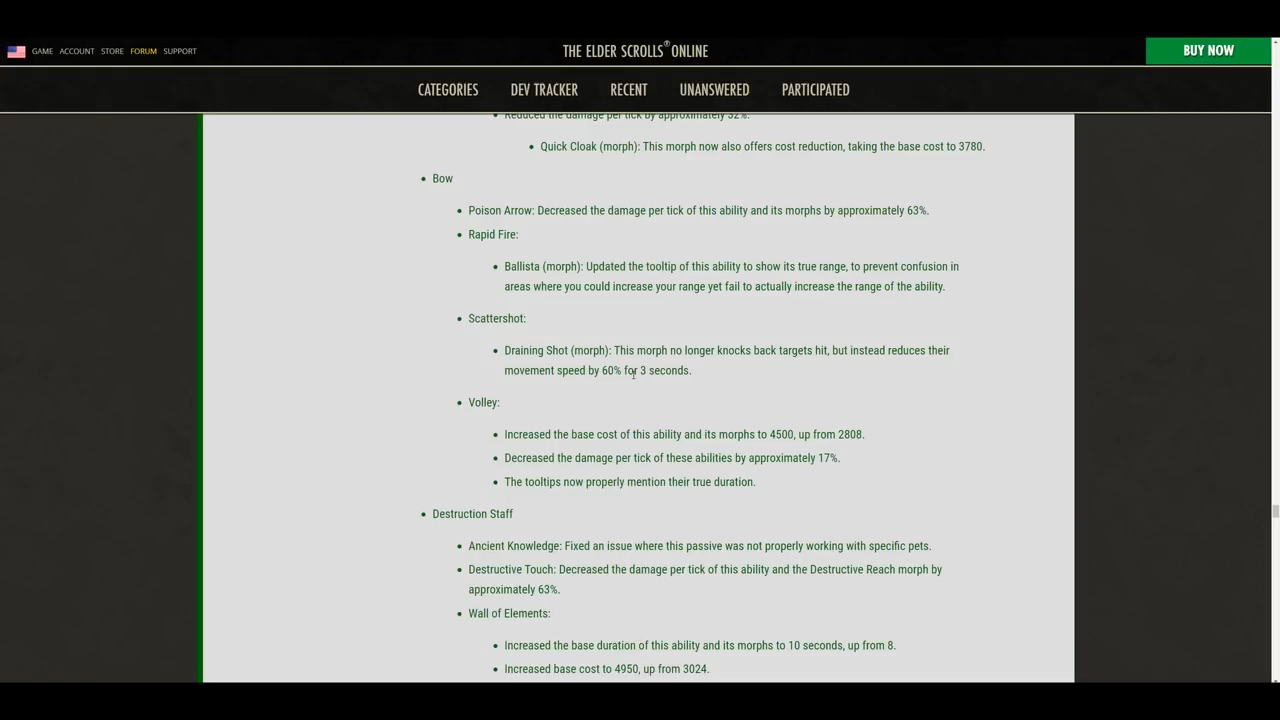 GAME ACCOUNT STORE FORUM SUPPORT
THE ELDER SCROLLS® ONLINE
BUY NOW
CATEGORIES DEV TRACKER RECENT UNANSWERED PARTICIPATED
• Reduced the damage per tick by approximately 32%.
• Quick Cloak (morph): This morph now also offers cost reduction, taking the base cost to 3780.
• Bow
• Poison Arrow: Decreased the damage per tick of this ability and its morphs by approximately 63%.
• Rapid Fire:
• Ballista (morph): Updated the tooltip of this ability to show its true range, to prevent confusion in
areas where you could increase your range yet fail to actually increase the range of the ability.
• Scattershot:
• Draining Shot (morph): This morph no longer knocks back targets hit, but instead reduces their
movement speed by 60% for 3 seconds.
• Volley:
• Increased the base cost of this ability and its morphs to 4500, up from 2808.
• Decreased the damage per tick of these abilities by approximately 17%.
• The tooltips now properly mention their true duration.
• Destruction Staff
• Ancient Knowledge: Fixed an issue where this passive was not properly working with specific pets.
• Destructive Touch: Decreased the damage per tick of this ability and the Destructive Reach morph by
approximately 63%.
• Wall of Elements:
• Increased the base duration of this ability and its morphs to 10 seconds, up from 8.
• Increased base cost to 4950, up from 3024.